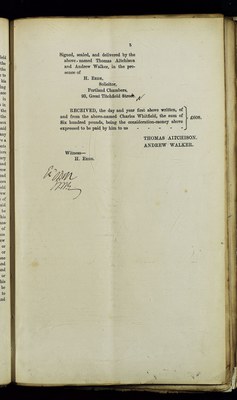 8
Signed, sealed, and delivered by the
above-named Thomas Aitchison
and Andrew Walker, in the pre-
sence of
H. Edge,
Solicitor,
Portland Chambers,
95, Great Titchfield Street.
RECEIVED, the day and year first above written, of
and from the above-named Charles Whitfield, the sum of
Six hundred pounds, being the consideration-money above
expressed to be paid by him to us - - - - -
£600.
THOMAS AITCHISON.
ANDREW WALKER.
Witness—
H. Edge.